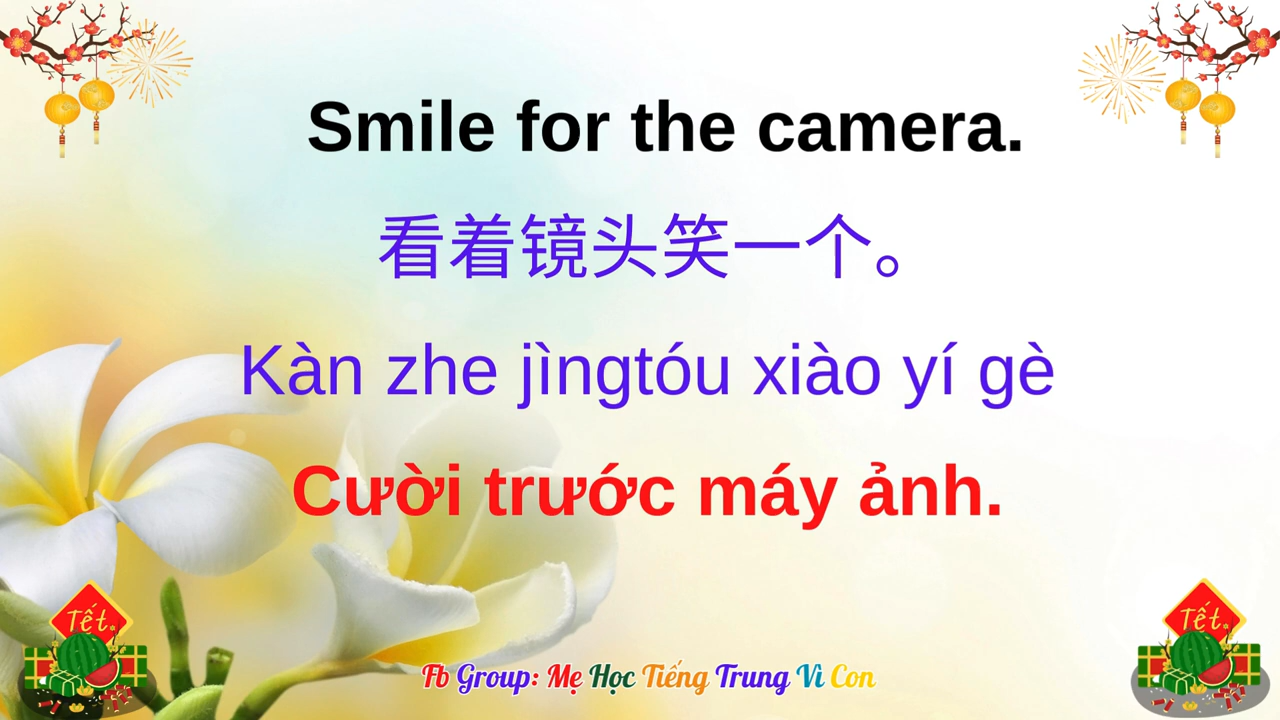 Smile for the camera.
看着镜头笑一个。
Kàn zhe jìngtóu xiào yí gè
Cười trước máy ảnh.
Tết
Tết
Fb Group: Mẹ Học Tiếng Trung Vì Con